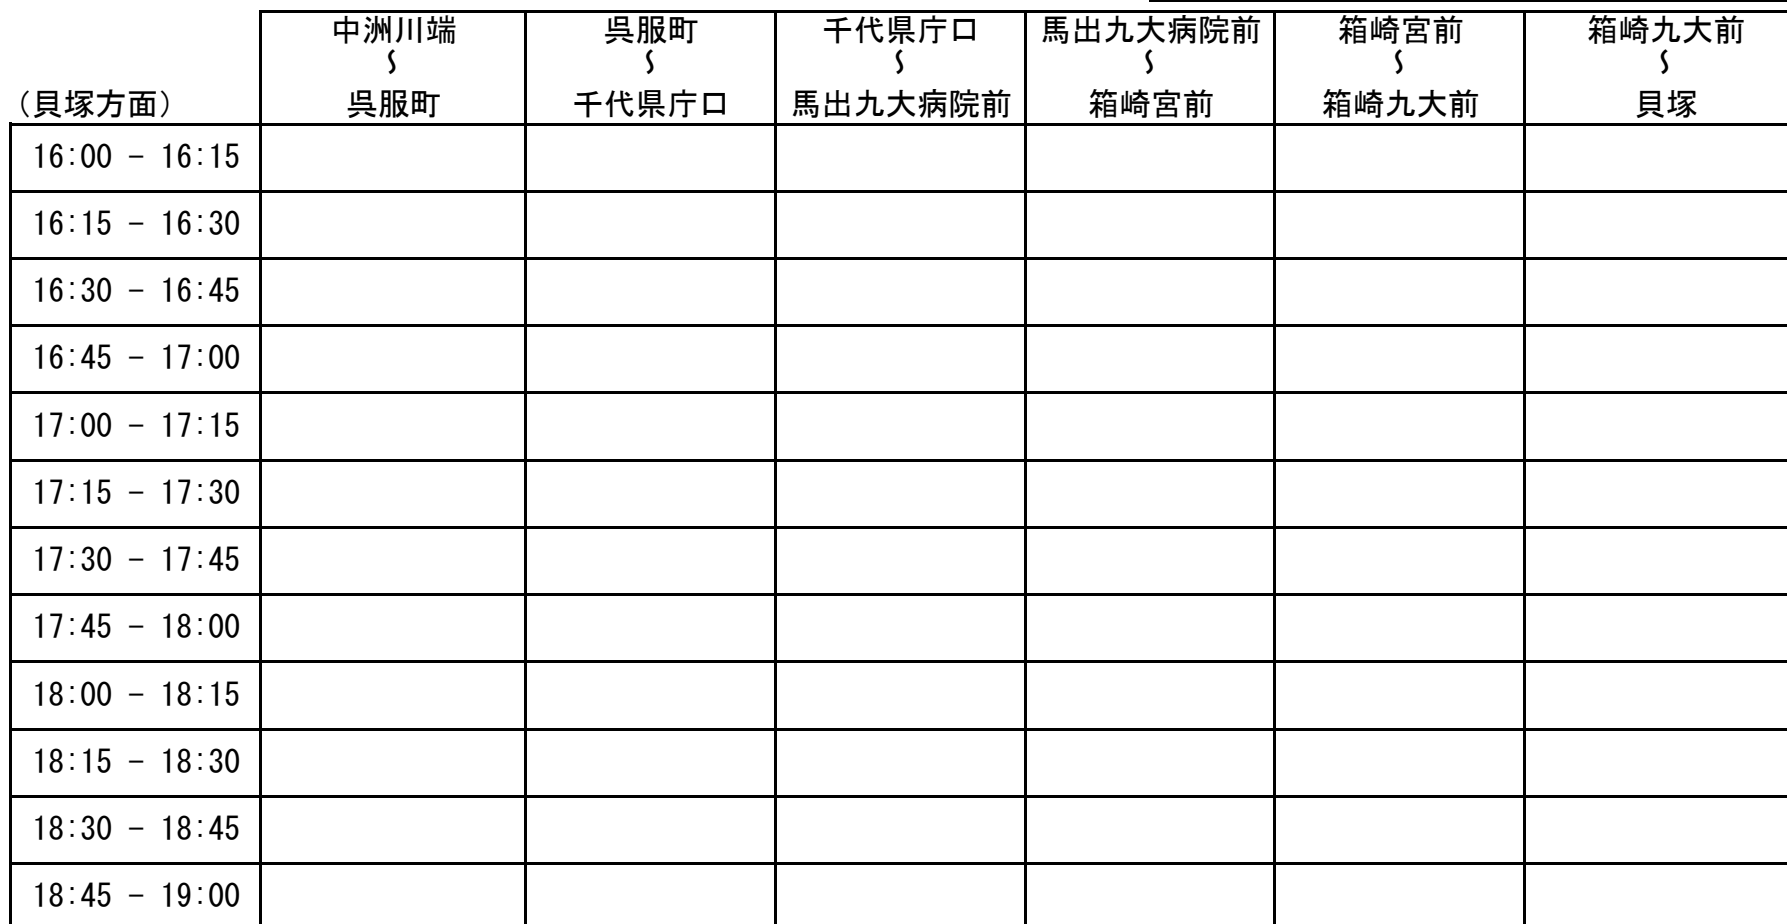 中洲川端 呉服町 千代県庁口 馬出九大病院前 箱崎宮前 箱崎九大前
~ ~ ~ ~ ~ ~
(貝塚方面) 呉服町 千代県庁口 馬出九大病院前 箱崎宮前 箱崎九大前 貝塚
16:00 - 16:15
16:15 - 16:30
16:30 - 16:45
16:45 - 17:00
17:00 - 17:15
17:15 - 17:30
17:30 - 17:45
17:45 - 18:00
18:00 - 18:15
18:15 - 18:30
18:30 - 18:45
18:45 - 19:00